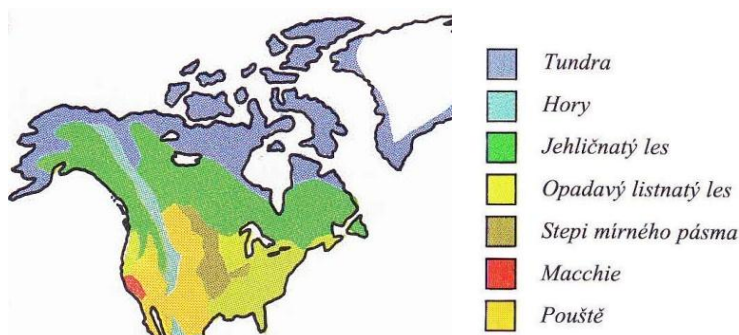 Tundra
Hory
Jehličnatý les
Opadavý listnatý les
Stepi mírného pásma
Macchie
Pouště